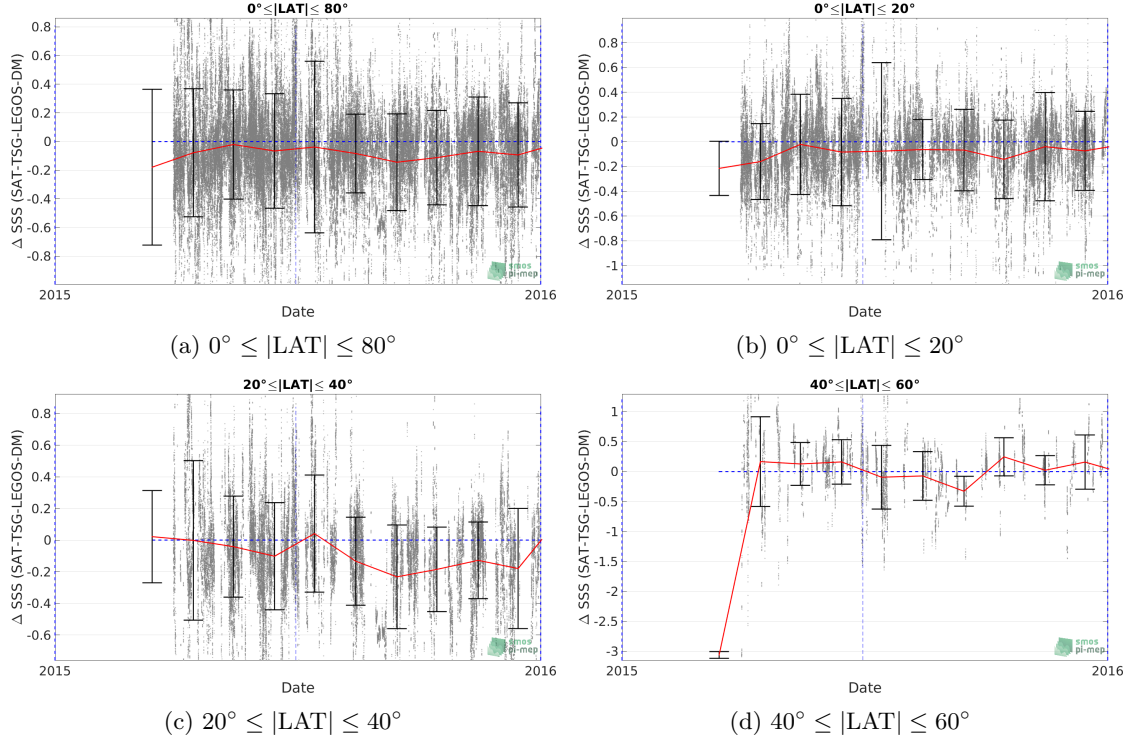 0°≤|LAT|≤ 80°
Δ SSS (SAT-TSG-LEGOS-DM)
0.8
0.6
0.4
0.2
0
-0.2
-0.4
-0.6
-0.8
2015
2016
Date
smos
pi-mep
(a) 0° ≤ |LAT| ≤ 80°
0°≤|LAT|≤ 20°
Δ SSS (SAT-TSG-LEGOS-DM)
0.8
0.6
0.4
0.2
0
-0.2
-0.4
-0.6
-0.8
-1
2015
2016
Date
smos
pi-mep
(b) 0° ≤ |LAT| ≤ 20°
20°≤|LAT|≤ 40°
Δ SSS (SAT-TSG-LEGOS-DM)
0.8
0.6
0.4
0.2
0
-0.2
-0.4
-0.6
2015
2016
Date
smos
pi-mep
(c) 20° ≤ |LAT| ≤ 40°
40°≤|LAT|≤ 60°
Δ SSS (SAT-TSG-LEGOS-DM)
1
0.5
0
-0.5
-1
-1.5
-2
-2.5
-3
2015
2016
Date
smos
pi-mep
(d) 40° ≤ |LAT| ≤ 60°